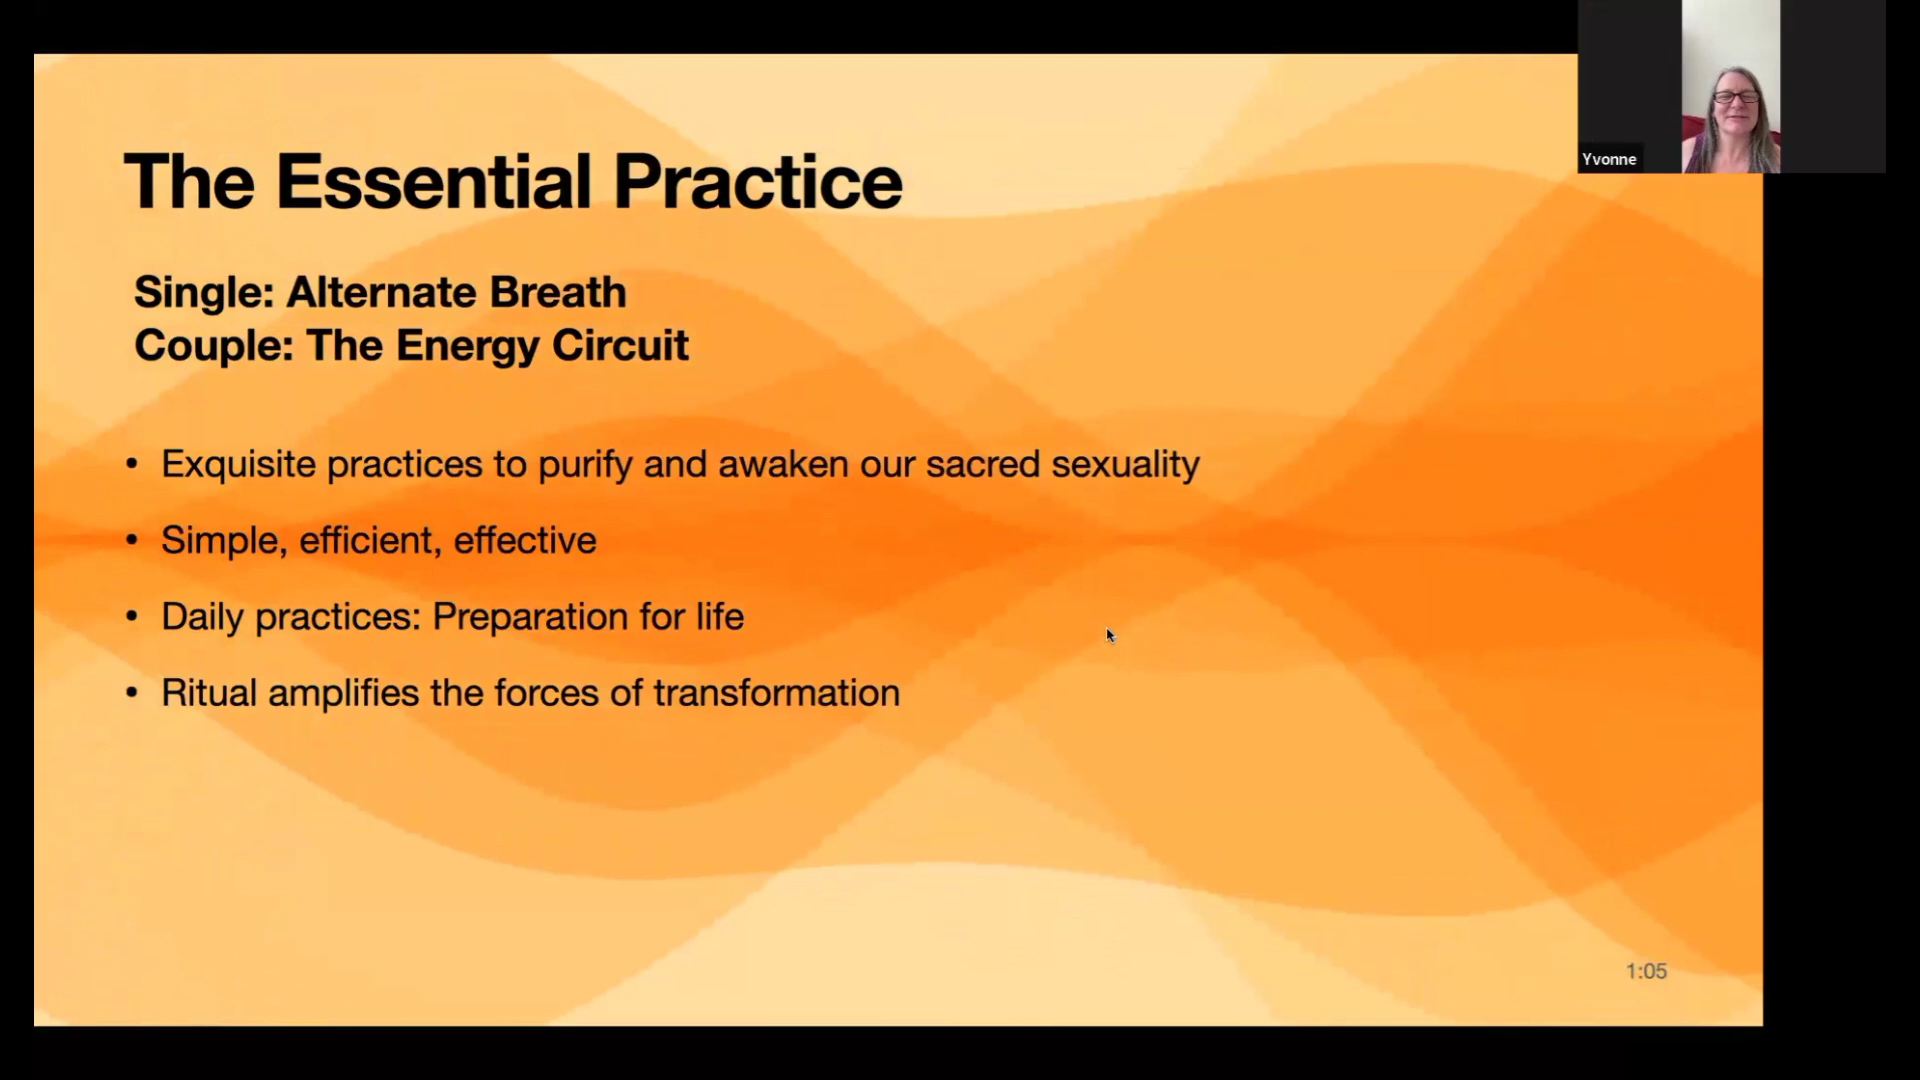 Yvonne
The Essential Practice
Single: Alternate Breath
Couple: The Energy Circuit
• Exquisite practices to purify and awaken our sacred sexuality
• Simple, efficient, effective
• Daily practices: Preparation for life
• Ritual amplifies the forces of transformation
1:05